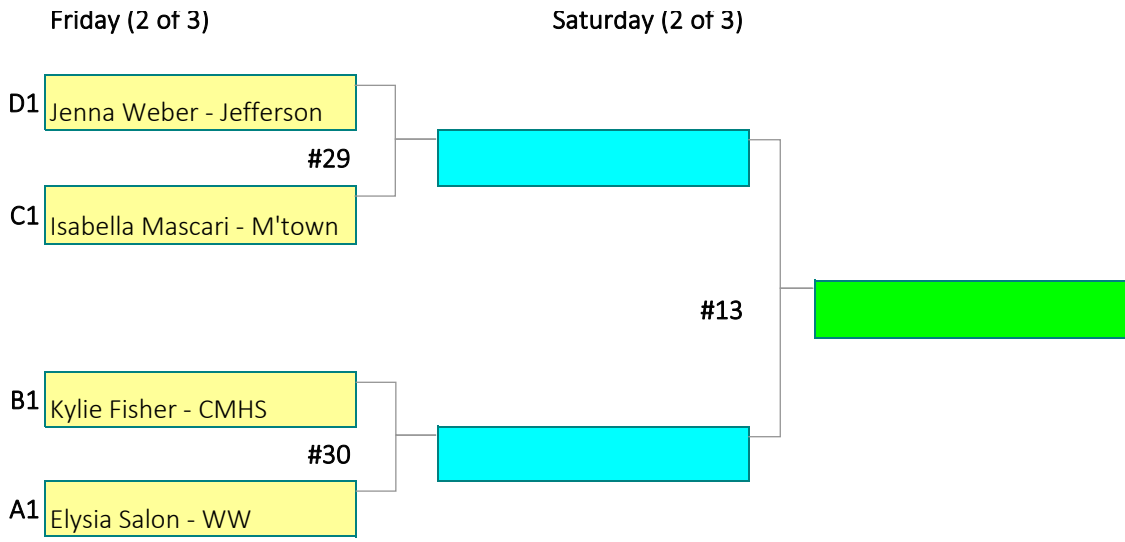 Friday (2 of 3)
Saturday (2 of 3)
D1
Jenna Weber - Jefferson
#29
C1
Isabella Mascari - M'town
#13
B1
Kylie Fisher - CMHS
#30
A1
Elysia Salon - WW